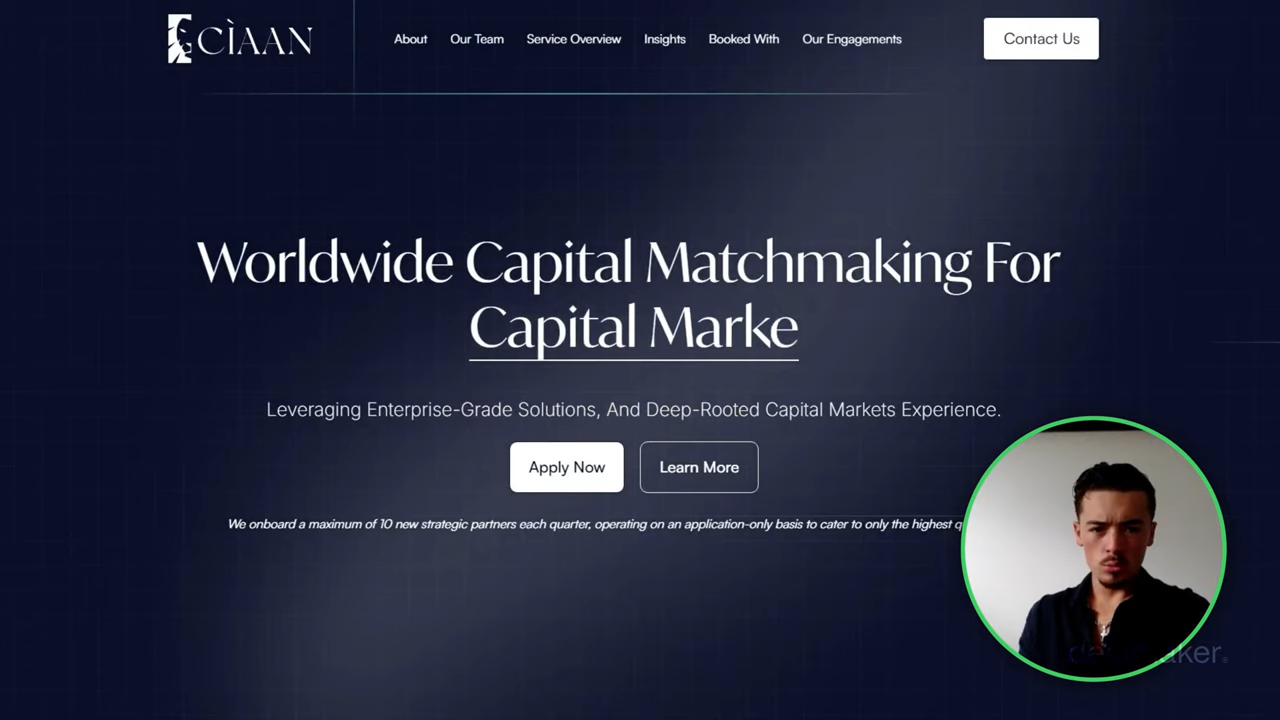 CÌAAN
About
Our Team
Service Overview
Insights
Booked With
Our Engagements
Contact Us
Worldwide Capital Matchmaking For
Capital Marke
Leveraging Enterprise-Grade Solutions, And Deep-Rooted Capital Markets Experience.
Apply Now
Learn More
We onboard a maximum of 10 new strategic partners each quarter, operating on an application-only basis to cater to only the highest